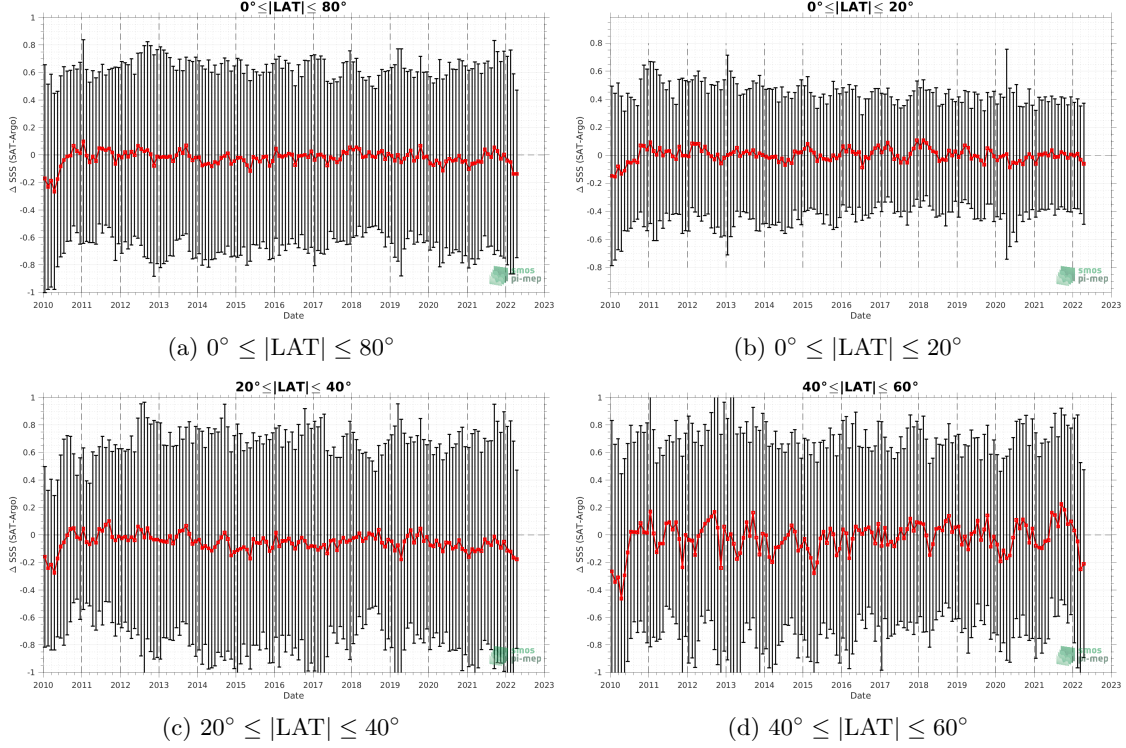 0°≤|LAT|≤ 80°
Δ SSS (SAT-Argo)
1
0.8
0.6
0.4
0.2
0
-0.2
-0.4
-0.6
-0.8
-1
2010 2011 2012 2013 2014 2015 2016 2017 2018 2019 2020 2021 2022 2023
Date
smos
pi-mep
(a) 0° ≤ |LAT| ≤ 80°
0°≤|LAT|≤ 20°
Δ SSS (SAT-Argo)
0.8
0.6
0.4
0.2
0
-0.2
-0.4
-0.6
-0.8
2010 2011 2012 2013 2014 2015 2016 2017 2018 2019 2020 2021 2022 2023
Date
smos
pi-mep
(b) 0° ≤ |LAT| ≤ 20°
20°≤|LAT|≤ 40°
Δ SSS (SAT-Argo)
1
0.8
0.6
0.4
0.2
0
-0.2
-0.4
-0.6
-0.8
-1
2010 2011 2012 2013 2014 2015 2016 2017 2018 2019 2020 2021 2022 2023
Date
smos
pi-mep
(c) 20° ≤ |LAT| ≤ 40°
40°≤|LAT|≤ 60°
Δ SSS (SAT-Argo)
1
0.8
0.6
0.4
0.2
0
-0.2
-0.4
-0.6
-0.8
-1
2010 2011 2012 2013 2014 2015 2016 2017 2018 2019 2020 2021 2022 2023
Date
smos
pi-mep
(d) 40° ≤ |LAT| ≤ 60°